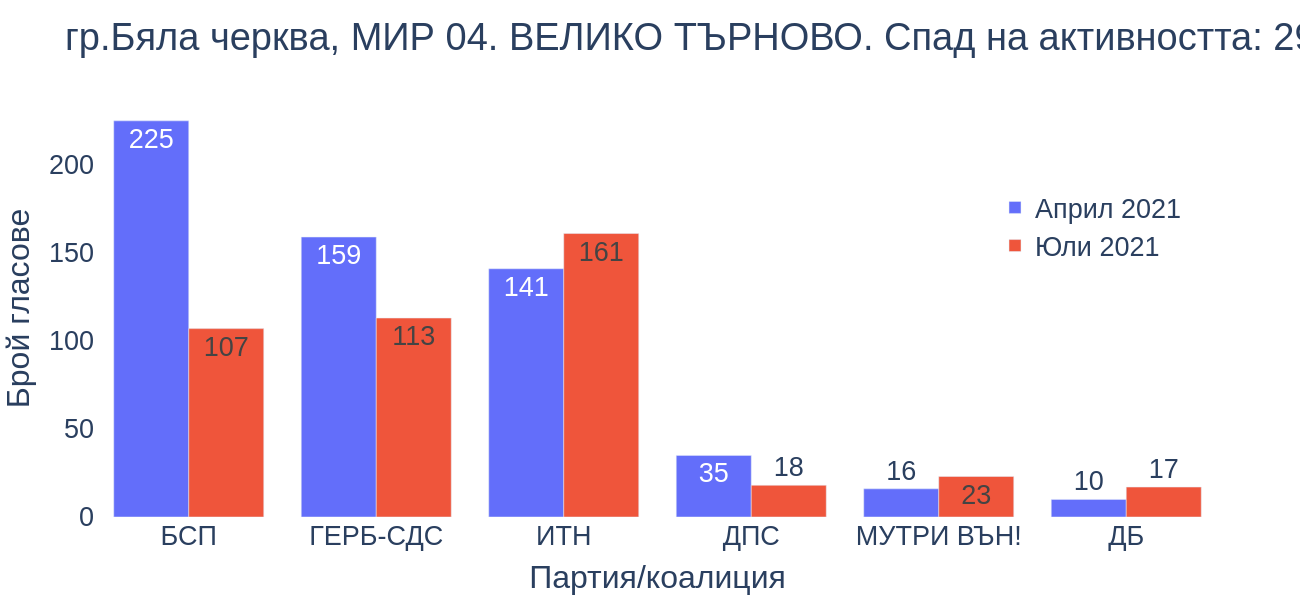 гр.Бяла черква, МИР 04. ВЕЛИКО ТЪРНОВО. Спад на активността:
225
200
Април 2021
150
159
161
Юли 2021
141
100
107
113
50
35
18
16
23
10
17
0
БСП
ГЕРБ-СДС
ИТН
ДПС
МУТРИ ВЪН!
ДБ
Брой гласове
Партия/коалиция